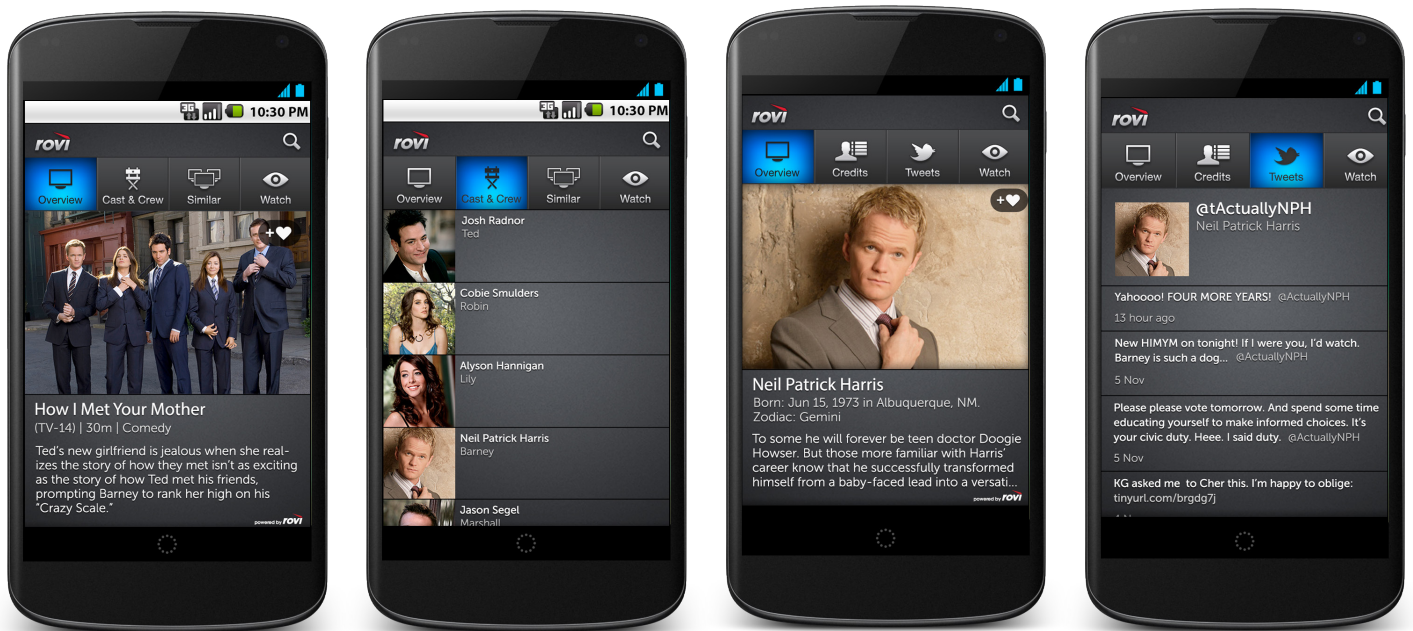 3G 10:30 PM
rovi
Overview Cast & Crew Similar Watch
+
How I Met Your Mother
(TV-14) | 30m | Comedy
Ted's new girlfriend is jealous when she real-
izes the story of how they met isn't as exciting
as the story of how Ted met his friends,
prompting Barney to rank her high on his
"Crazy Scale."
powered by rovi
3G 10:30 PM
rovi
Overview Cast & Crew Similar Watch
Josh Radnor
Ted
Cobie Smulders
Robin
Alyson Hannigan
Lily
Neil Patrick Harris
Barney
Jason Segel
Marshall
rovi
Overview Credits Tweets Watch
+
Neil Patrick Harris
Born: Jun 15, 1973 in Albuquerque, NM.
Zodiac: Gemini
To some he will forever be teen doctor Doogie
Howser. But those more familiar with Harris'
career know that he successfully transformed
himself from a baby-faced lead into a versati...
powered by rovi
rovi
Overview Credits Tweets Watch
@tActuallyNPH
Neil Patrick Harris
Yahoooo! FOUR MORE YEARS! @ActuallyNPH
13 hour ago
New HIMYM on tonight! If I were you, I'd watch.
Barney is such a dog... @ActuallyNPH
5 Nov
Please please vote tomorrow. And spend some time
educating yourself to make informed choices. It's
your civic duty. Heee. I said duty. @ActuallyNPH
5 Nov
KG asked me to Cher this. I'm happy to oblige:
tinyurl.com/brgdg7j